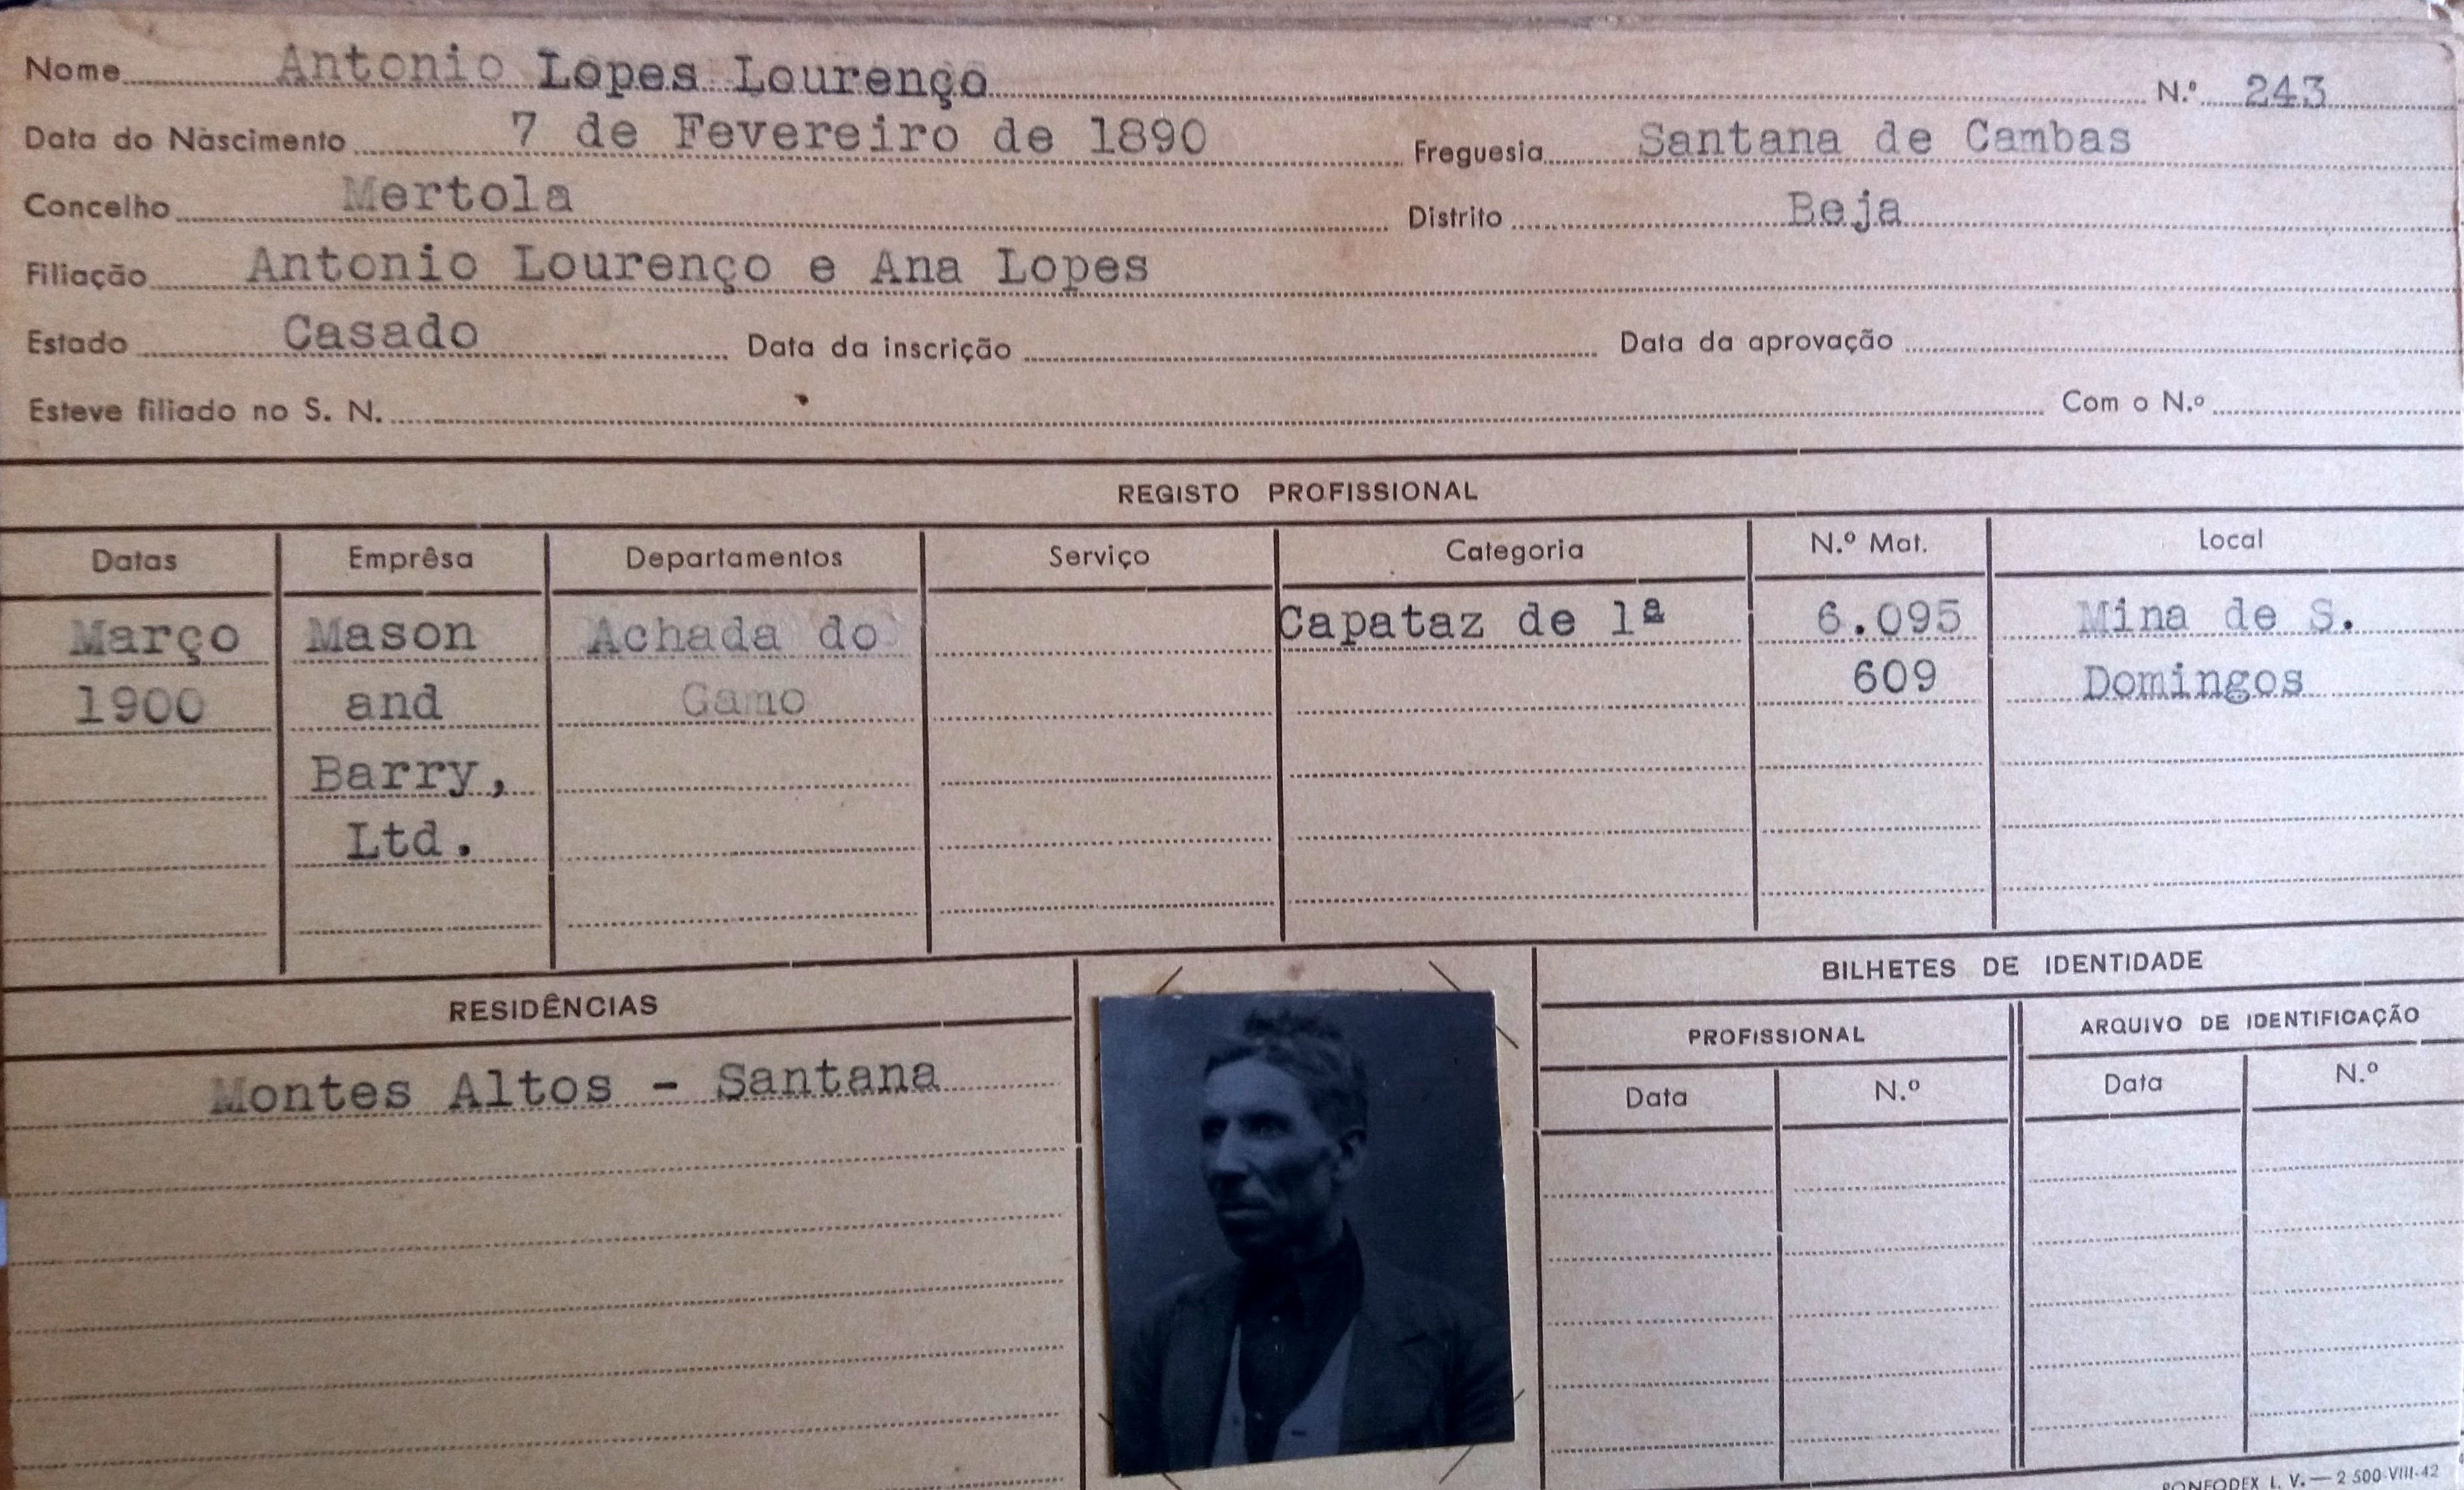 Nome Antonio Lopes Lourenço N.º 243
Data do Nascimento 7 de Fevereiro de 1890 Freguesia Santana de Cambas
Concelho Mertola Distrito Beja
Filiação Antonio Lourenço e Ana Lopes
Estado Casado Data da inscrição Data da aprovação
Esteve filiado no S. N. Com o N.º
REGISTO PROFISSIONAL
Datas Emprêsa Departamentos Serviço Categoria N.º Mat. Local
Março Mason Achada do Capataz de 1ª 6.095 Mina de S.
1900 and Gamo 609 Domingos
Barry,
Ltd.
RESIDÊNCIAS
Montes Altos - Santana
BILHETES DE IDENTIDADE
PROFISSIONAL ARQUIVO DE IDENTIFICAÇÃO
Data N.º Data N.º
L. V. — 2 500-VIII-42